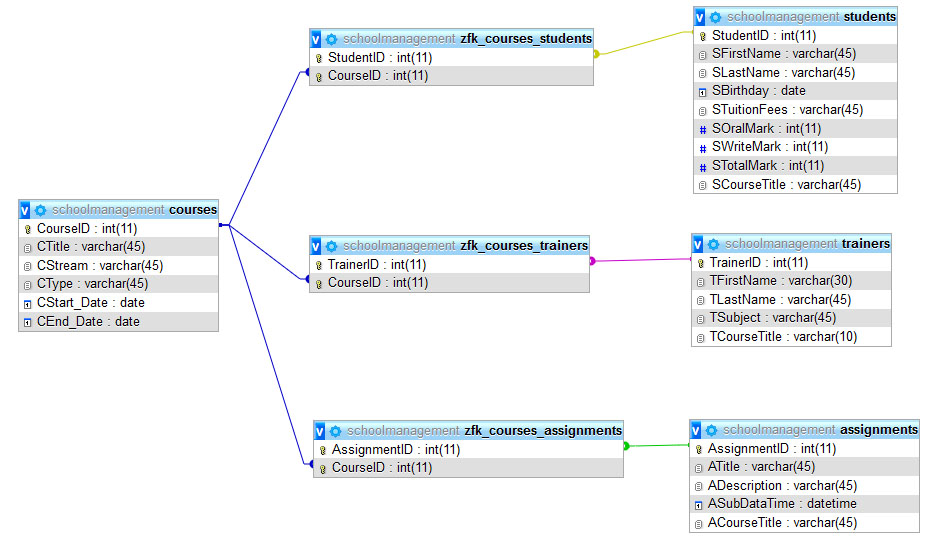 v schoolmanagement courses
CourseID : int(11)
CTitle : varchar(45)
CStream : varchar(45)
CType : varchar(45)
CStart_Date : date
CEnd_Date : date
v schoolmanagement zfk_courses_students
StudentID : int(11)
CourseID : int(11)
v schoolmanagement zfk_courses_trainers
TrainerID : int(11)
CourseID : int(11)
v schoolmanagement zfk_courses_assignments
AssignmentID : int(11)
CourseID : int(11)
v schoolmanagement students
StudentID : int(11)
SFirstName : varchar(45)
SLastName : varchar(45)
SBirthday : date
STuitionFees : varchar(45)
# SOralMark : int(11)
# SWriteMark : int(11)
# STotalMark : int(11)
SCourseTitle : varchar(45)
v schoolmanagement trainers
TrainerID : int(11)
TFirstName : varchar(30)
TLastName : varchar(45)
TSubject : varchar(45)
TCourseTitle : varchar(10)
v schoolmanagement assignments
AssignmentID : int(11)
ATitle : varchar(45)
ADescription : varchar(45)
ASubDataTime : datetime
ACourseTitle : varchar(45)